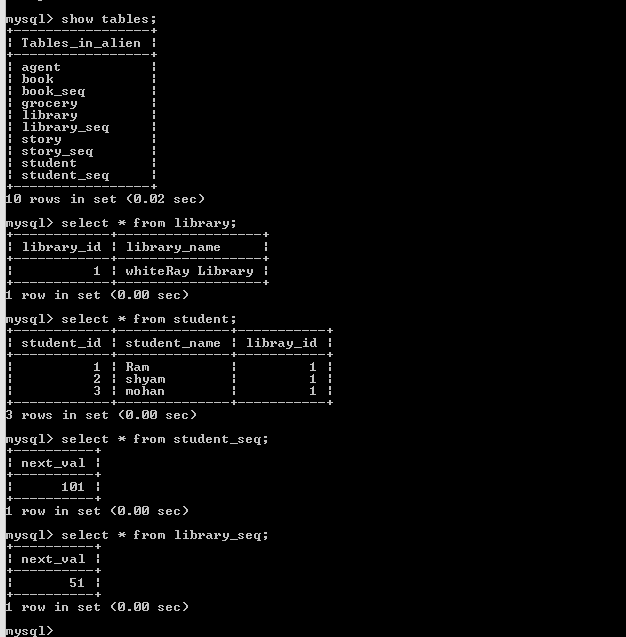 mysql> show tables;
+-----------------+
| Tables_in_alien |
+-----------------+
| agent           |
| book            |
| book_seq        |
| grocery         |
| library         |
| library_seq     |
| story           |
| story_seq       |
| student         |
| student_seq     |
+-----------------+
10 rows in set (0.02 sec)
mysql> select * from library;
+------------+------------------+
| library_id | library_name     |
+------------+------------------+
|          1 | whiteRay Library |
+------------+------------------+
1 row in set (0.00 sec)
mysql> select * from student;
+------------+--------------+-----------+
| student_id | student_name | libray_id |
+------------+--------------+-----------+
|          1 | Ram          |         1 |
|          2 | shyam        |         1 |
|          3 | mohan        |         1 |
+------------+--------------+-----------+
3 rows in set (0.00 sec)
mysql> select * from student_seq;
+----------+
| next_val |
+----------+
|      101 |
+----------+
1 row in set (0.00 sec)
mysql> select * from library_seq;
+----------+
| next_val |
+----------+
|       51 |
+----------+
1 row in set (0.00 sec)
mysql>